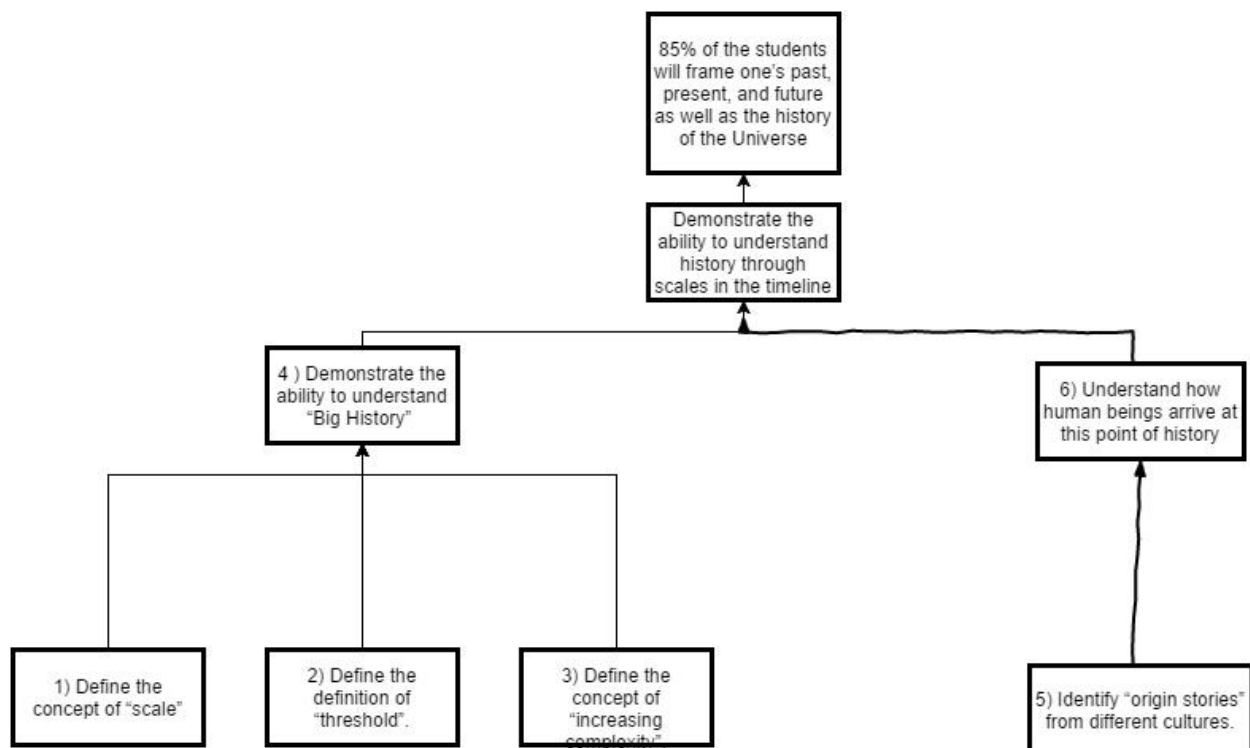 85% of the students
will frame one's past,
present, and future
as well as the history
of the Universe
Demonstrate the
ability to understand
history through
scales in the timeline
4 ) Demonstrate the
ability to understand
“Big History”
6) Understand how
human beings arrive at
this point of history
1) Define the
concept of “scale”
2) Define the
definition of
“threshold”.
3) Define the
concept of
“increasing
complexity”.
5) Identify “origin stories”
from different cultures.